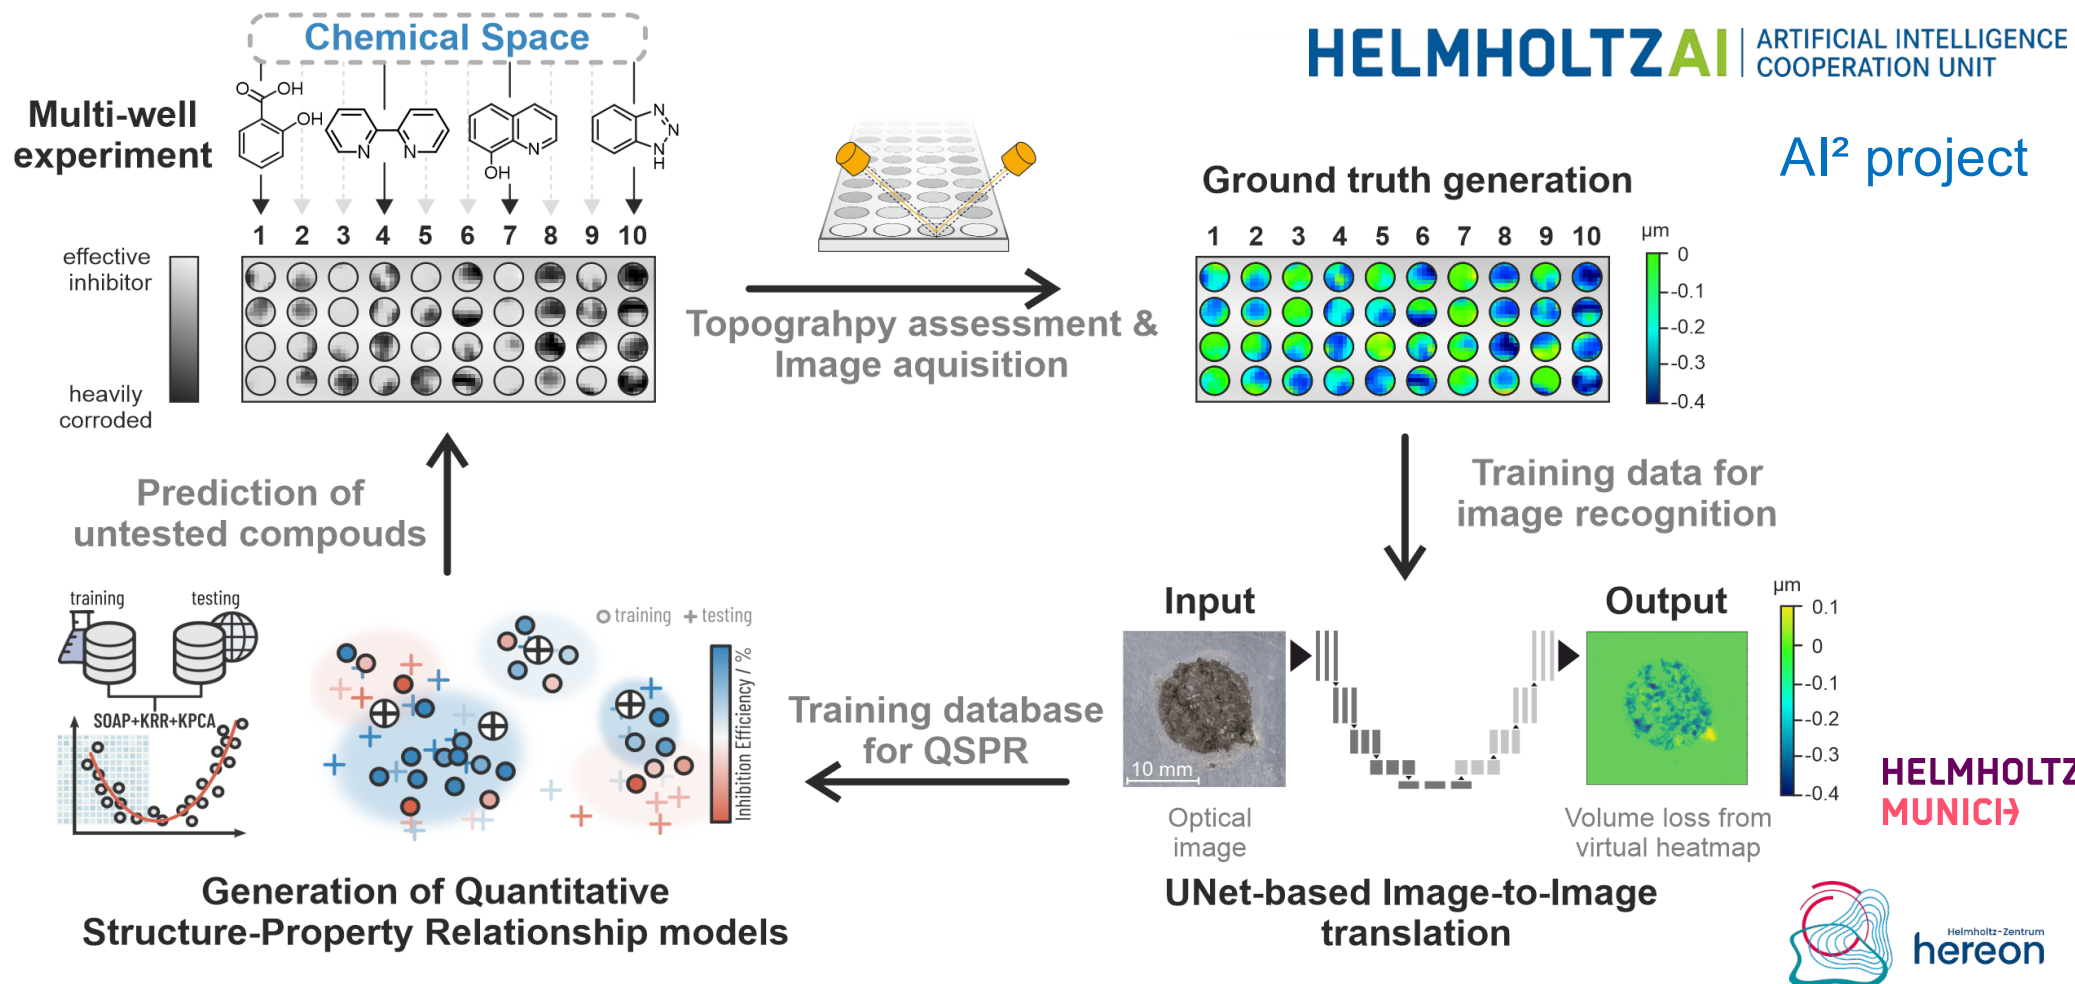 Chemical Space
HELMHOLTZAI
ARTIFICIAL INTELLIGENCE
COOPERATION UNIT
AI² project
Multi-well
experiment
O
OH
OH
N
N
N
OH
N
N
N
H
1 2 3 4 5 6 7 8 9 10
effective
inhibitor
heavily
corroded
Topograhpy assessment &
Image aquisition
Ground truth generation
1 2 3 4 5 6 7 8 9 10
µm
0
-0.1
-0.2
-0.3
-0.4
Training data for
image recognition
Prediction of
untested compouds
Input
Output
10 mm
Optical
image
µm
0.1
0
-0.1
-0.2
-0.3
-0.4
Volume loss from
virtual heatmap
UNet-based Image-to-Image
translation
Training database
for QSPR
training
testing
SOAP+KRR+KPCA
training
testing
Inhibition Efficiency / %
Generation of Quantitative
Structure-Property Relationship models
HELMHOLTZ
MUNICH
Helmholtz-Zentrum
hereon